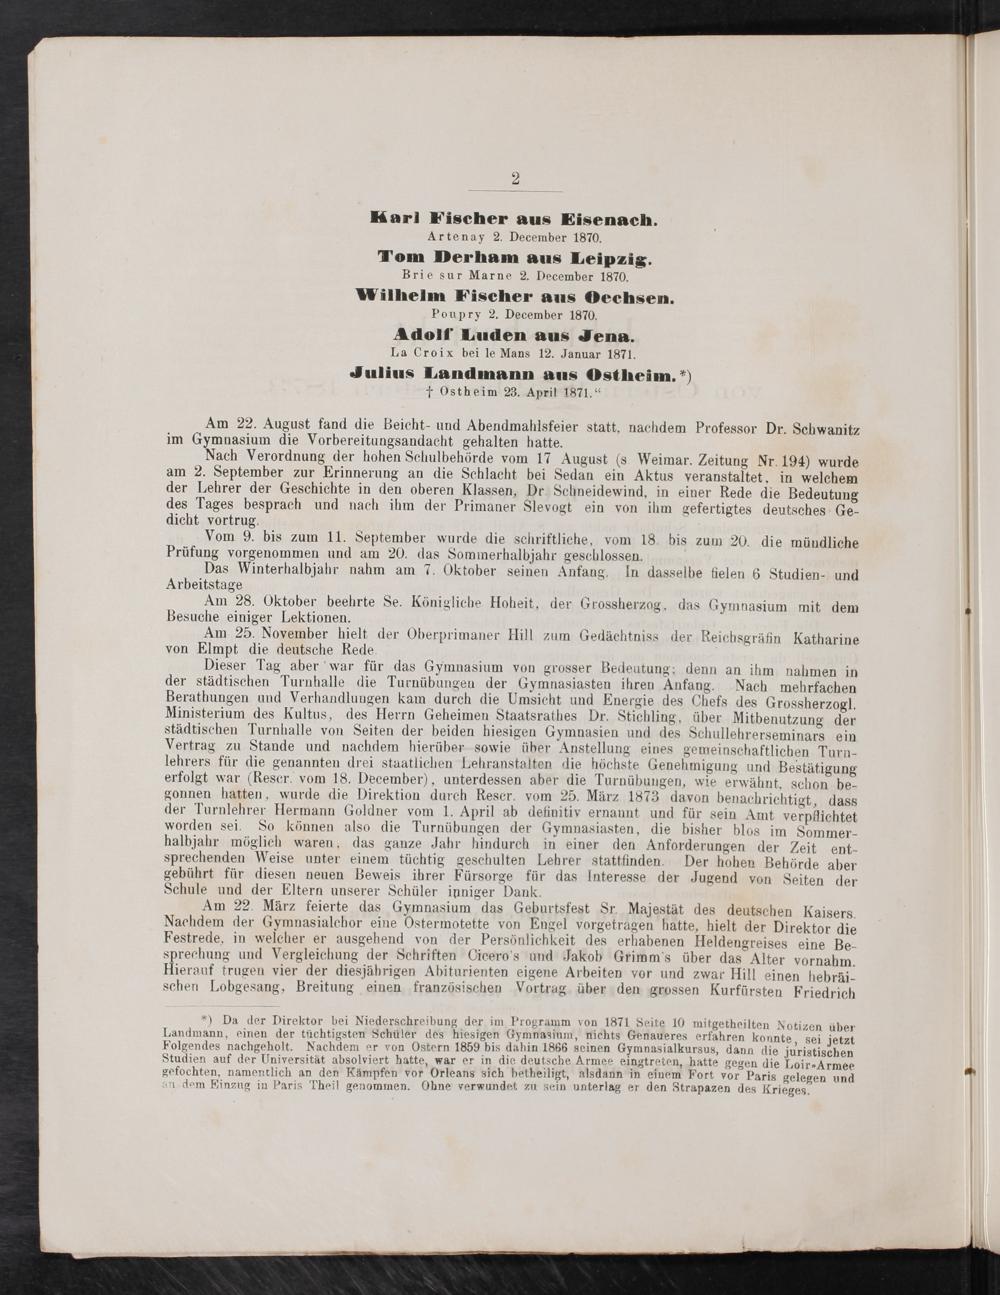 2
Karl Fischer aus Eisenach.
Artenay 2. December 1870.
Tom Derham aus Leipzig.
Brie sur Marne 2. December 1870.
Wilhelm Fischer aus Oechsen.
Poupry 2. December 1870.
Adolf Luden aus Jena.
La Croix bei le Mans 12. Januar 1871.
Julius Landmann aus Ostheim.*)
† Ostheim 23. April 1871.“
Am 22. August fand die Beicht- und Abendmahlsfeier statt, nachdem Professor Dr. Schwanitz
im Gymnasium die Vorbereitungsandacht gehalten hatte.
Nach Verordnung der hohen Schulbehörde vom 17 August (s Weimar. Zeitung Nr. 194) wurde
am 2. September zur Erinnerung an die Schlacht bei Sedan ein Aktus veranstaltet, in welchem
der Lehrer der Geschichte in den oberen Klassen, Dr. Schneidewind, in einer Rede die Bedeutung
des Tages besprach und nach ihm der Primaner Slevogt ein von ihm gefertigtes deutsches Ge-
dicht vortrug.
Vom 9. bis zum 11. September wurde die schriftliche, vom 18. bis zum 20. die mündliche
Prüfung vorgenommen und am 20. das Sommerhalbjahr geschlossen.
Das Winterhalbjahr nahm am 7. Oktober seinen Anfang. In dasselbe fielen 6 Studien- und
Arbeitstage
Am 28. Oktober beehrte Se. Königliche Hoheit, der Grossherzog, das Gymnasium mit dem
Besuche einiger Lektionen.
Am 25. November hielt der Oberprimaner Hill zum Gedächtniss der Reichsgräfin Katharine
von Elmpt die deutsche Rede
Dieser Tag aber war für das Gymnasium von grosser Bedeutung; denn an ihm nahmen in
der städtischen Turnhalle die Turnübungen der Gymnasiasten ihren Anfang. Nach mehrfachen
Berathungen und Verhandlungen kam durch die Umsicht und Energie des Chefs des Grossherzogl.
Ministerium des Kultus, des Herrn Geheimen Staatsrathes Dr. Stichling, über Mitbenutzung der
städtischen Turnhalle von Seiten der beiden hiesigen Gymnasien und des Schullehrerseminars ein
Vertrag zu Stande und nachdem hierüber sowie über Anstellung eines gemeinschaftlichen Turn-
lehrers für die genannten drei staatlichen Lehranstalten die höchste Genehmigung und Bestätigung
erfolgt war (Rescr. vom 18. December), unterdessen aber die Turnübungen, wie erwähnt, schon be-
gonnen hatten, wurde die Direktion durch Rescr. vom 25. März 1873 davon benachrichtigt, dass
der Turnlehrer Hermann Goldner vom 1. April ab definitiv ernannt und für sein Amt verpflichtet
worden sei. So können also die Turnübungen der Gymnasiasten, die bisher blos im Sommer-
halbjahr möglich waren, das ganze Jahr hindurch in einer den Anforderungen der Zeit ent-
sprechenden Weise unter einem tüchtig geschulten Lehrer stattfinden. Der hohen Behörde aber
gebührt für diesen neuen Beweis ihrer Fürsorge für das Interesse der Jugend von Seiten der
Schule und der Eltern unserer Schüler inniger Dank.
Am 22. März feierte das Gymnasium das Geburtsfest Sr. Majestät des deutschen Kaisers.
Nachdem der Gymnasialchor eine Ostermotette von Engel vorgetragen hatte, hielt der Direktor die
Festrede, in welcher er ausgehend von der Persönlichkeit des erhabenen Heldengreises eine Be-
sprechung und Vergleichung der Schriften Cicero's und Jakob Grimm's über das Alter vornahm.
Hierauf trugen vier der diesjährigen Abiturienten eigene Arbeiten vor und zwar Hill einen hebräi-
schen Lobgesang, Breitung einen französischen Vortrag über den grossen Kurfürsten Friedrich
*) Da der Direktor bei Niederschreibung der im Programm von 1871 Seite 10 mitgetheilten Notizen über
Landmann, einen der tüchtigsten Schüler des hiesigen Gymnasium, nichts Genaueres erfahren konnte, sei jetzt
Folgendes nachgeholt. Nachdem er von Ostern 1859 bis dahin 1866 seinen Gymnasialkursus, dann die juristischen
Studien auf der Universität absolviert hatte, war er in die deutsche Armee eingtreten, hatte gegen die Loir-Armee
gefochten, namentlich an den Kämpfen vor Orleans sich betheiligt, alsdann in einem Fort vor Paris gelegen und
an dem Einzug in Paris Theil genommen. Ohne verwundet zu sein unterlag er den Strapazen des Krieges.